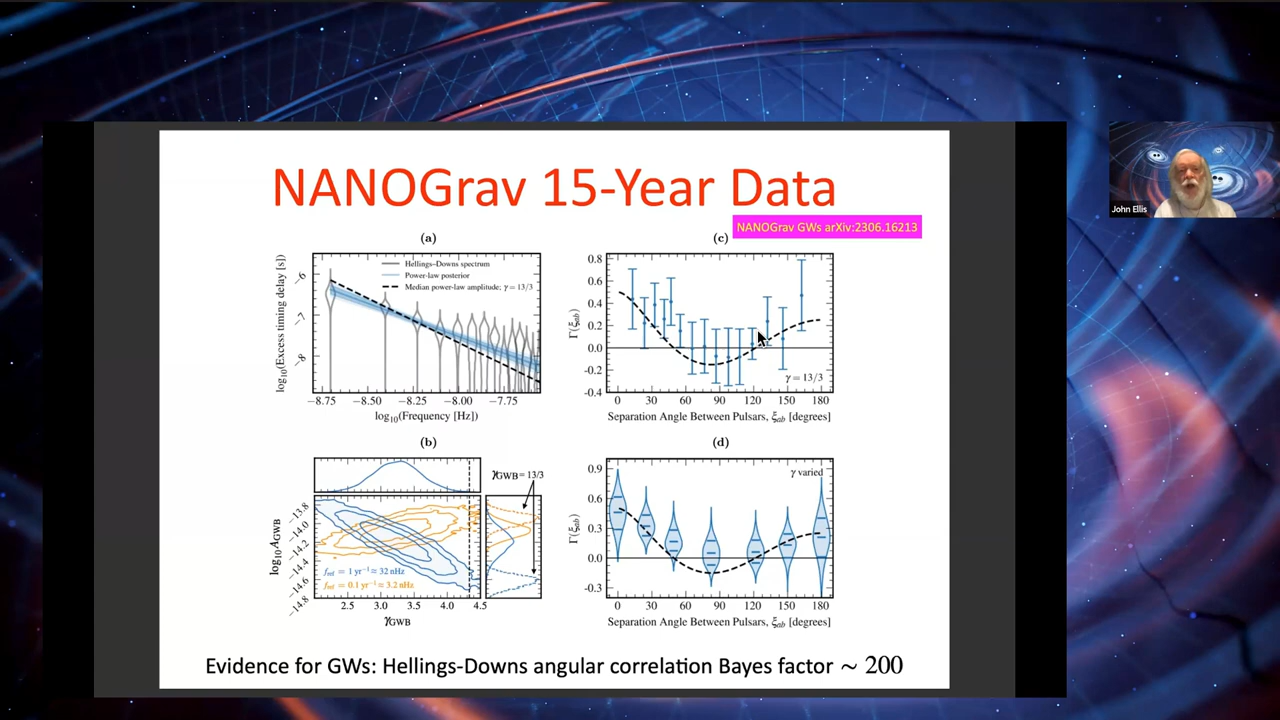 NANOGrav 15-Year Data
NANOGrav GWs arXiv:2306.16213
John Ellis
(a)
Hellings–Downs spectrum
Power-law posterior
Median power-law amplitude; γ = 13/3
log₁₀(Excess timing delay [s])
−6
−7
−8
−8.75 −8.50 −8.25 −8.00 −7.75
log₁₀(Frequency [Hz])
(c)
Γ(ξab)
0.8
0.6
0.4
0.2
0.0
-0.2
-0.4
γ = 13/3
0 30 60 90 120 150 180
Separation Angle Between Pulsars, ξab [degrees]
(b)
γGWB = 13/3
log₁₀AGWB
−13.8
−14.0
−14.2
−14.4
−14.6
−14.8
fref = 1 yr⁻¹ ≈ 32 nHz
fref = 0.1 yr⁻¹ ≈ 3.2 nHz
2.5 3.0 3.5 4.0 4.5
γGWB
(d)
Γ(ξab)
0.9
0.6
0.3
0.0
-0.3
γ varied
0 30 60 90 120 150 180
Separation Angle Between Pulsars, ξab [degrees]
Evidence for GWs: Hellings-Downs angular correlation Bayes factor ∼ 200